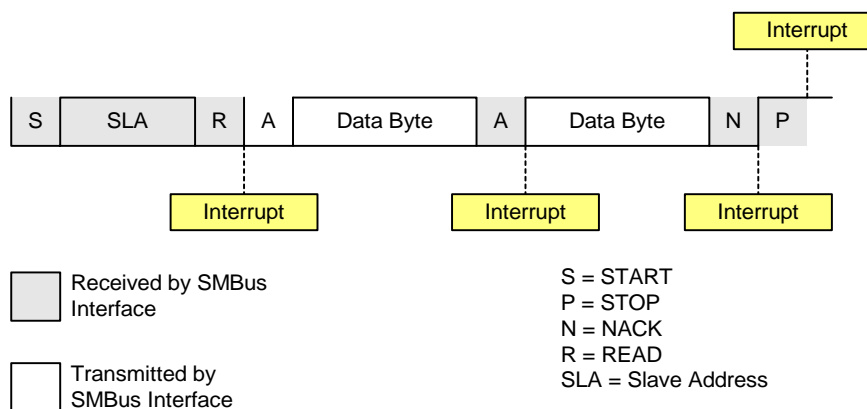 Interrupt
S SLA R A Data Byte A Data Byte N P
Interrupt Interrupt Interrupt
Received by SMBus
Interface
Transmitted by
SMBus Interface
S = START
P = STOP
N = NACK
R = READ
SLA = Slave Address